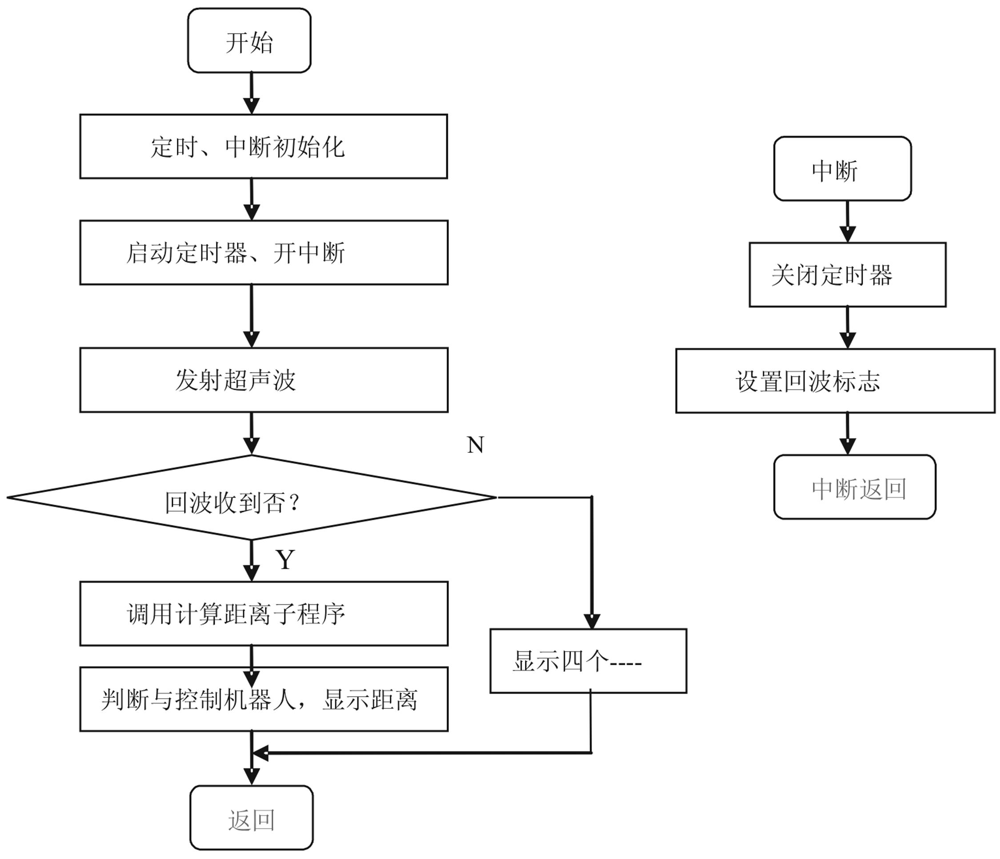 开始
定时、中断初始化
启动定时器、开中断
发射超声波
N
回波收到否？
Y
调用计算距离子程序
显示四个----
判断与控制机器人，显示距离
返回
中断
关闭定时器
设置回波标志
中断返回